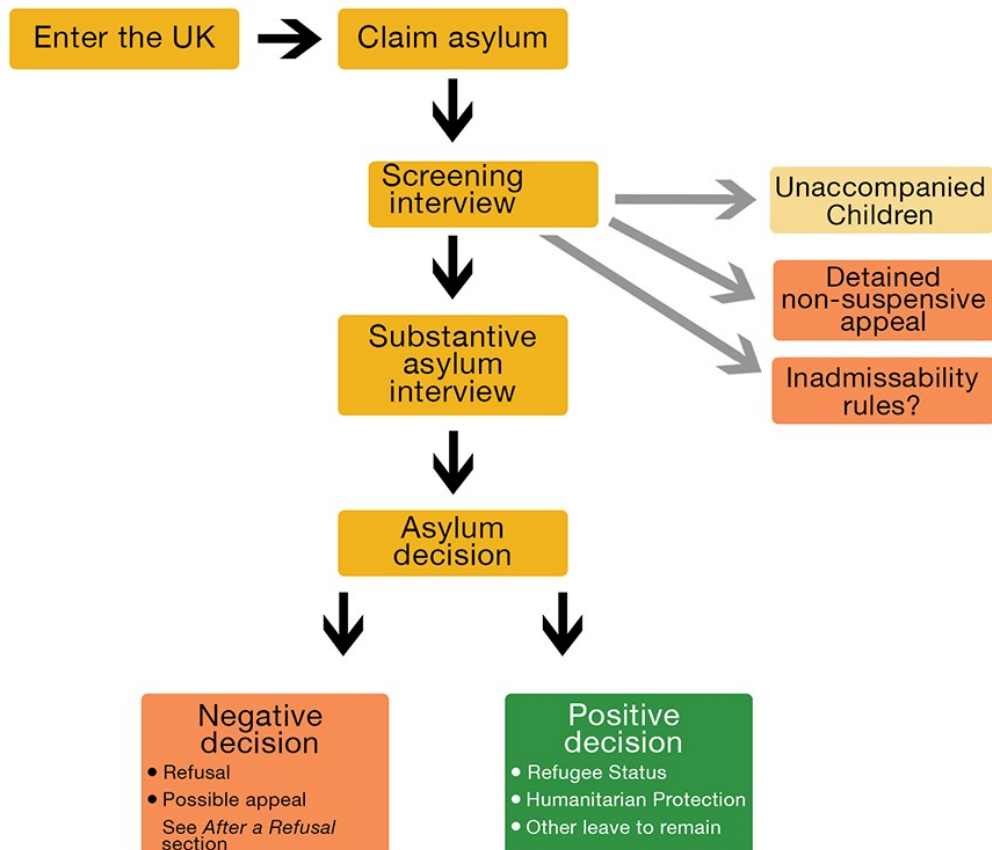 Enter the UK
Claim asylum
Screening
interview
Unaccompanied
Children
Detained
non-suspensive
appeal
Inadmissability
rules?
Substantive
asylum
interview
Asylum
decision
Negative
decision
• Refusal
• Possible appeal
See After a Refusal
section
Positive
decision
• Refugee Status
• Humanitarian Protection
• Other leave to remain